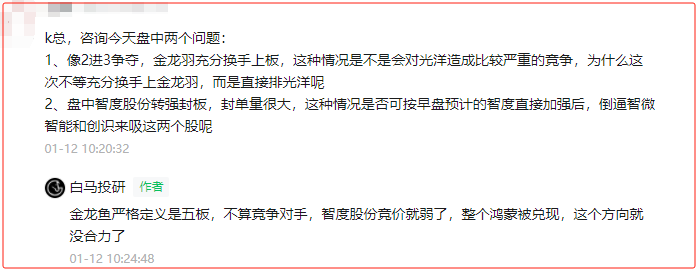 k总，咨询今天盘中两个问题：
1、像2进3争夺，金龙羽充分换手上板，这种情况是不是会对光洋造成比较严重的竞争，为什么这
次不等充分换手上金龙羽，而是直接排光洋呢
2、盘中智度股份转强封板，封单量很大，这种情况是否可按早盘预计的智度直接加强后，倒逼智微
智能和创识来吸这两个股呢
01-12 10:20:32
白马投研 作者
金龙鱼严格定义是五板，不算竞争对手，智度股份竞价就弱了，整个鸿蒙被兑现，这个方向就
没合力了
01-12 10:24:48